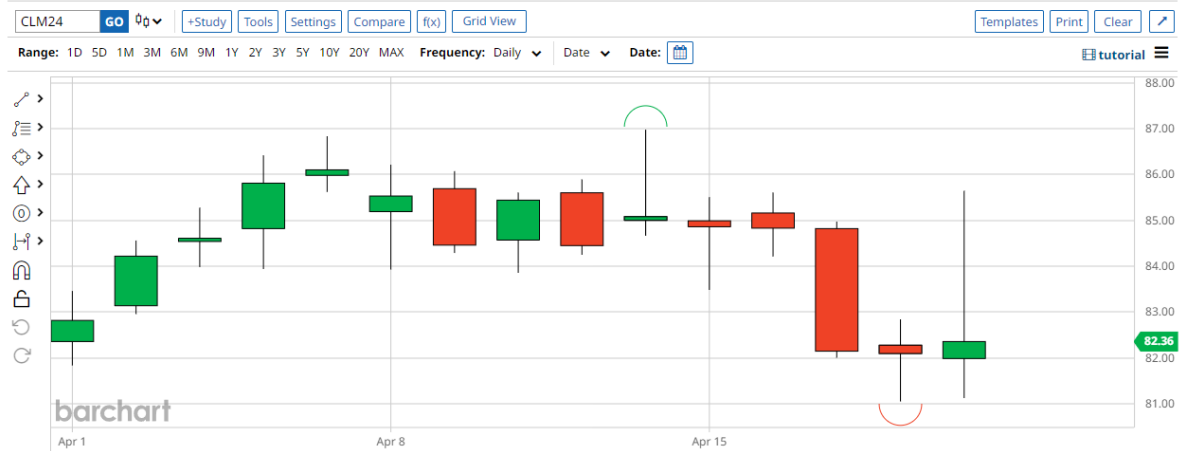 CLM24 GO +Study Tools Settings Compare f(x) Grid View Templates Print Clear
Range: 1D 5D 1M 3M 6M 9M 1Y 2Y 3Y 5Y 10Y 20Y MAX Frequency: Daily Date Date: tutorial
88.00
87.00
86.00
85.00
84.00
83.00
82.36
82.00
81.00
0
barchart
Apr 1 Apr 8 Apr 15